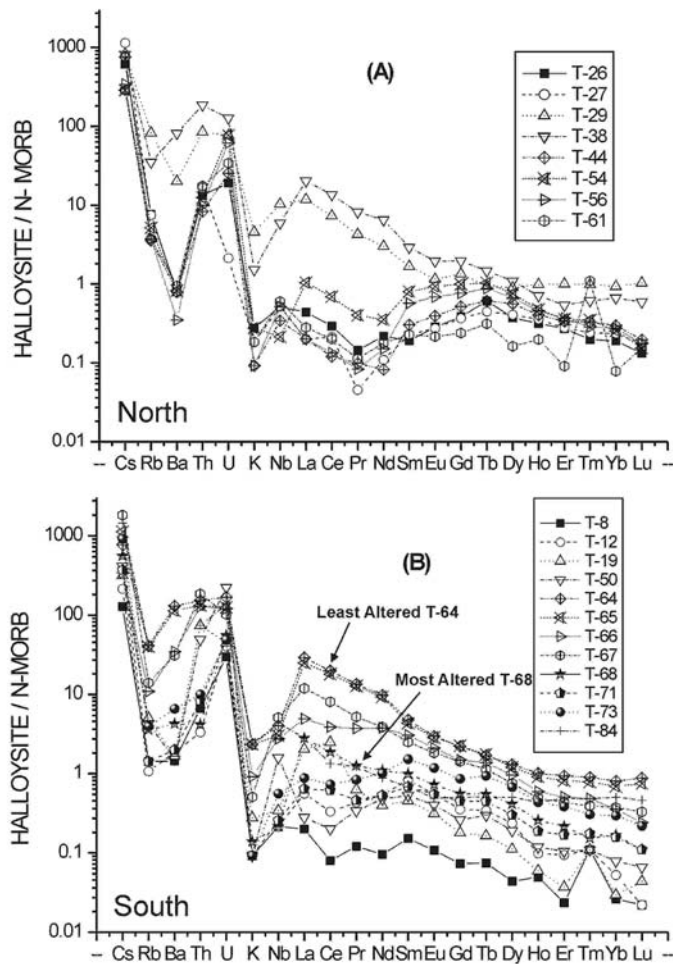 1000
100
10
1
0.1
0.01
HALLOYSITE / N- MORB
(A)
T-26
T-27
T-29
T-38
T-44
T-54
T-56
T-61
North
-- Cs Rb Ba Th U K Nb La Ce Pr Nd Sm Eu Gd Tb Dy Ho Er Tm Yb Lu --
1000
100
10
1
0.1
0.01
HALLOYSITE / N-MORB
(B)
Least Altered T-64
Most Altered T-68
T-8
T-12
T-19
T-50
T-64
T-65
T-66
T-67
T-68
T-71
T-73
T-84
South
-- Cs Rb Ba Th U K Nb La Ce Pr Nd Sm Eu Gd Tb Dy Ho Er Tm Yb Lu --